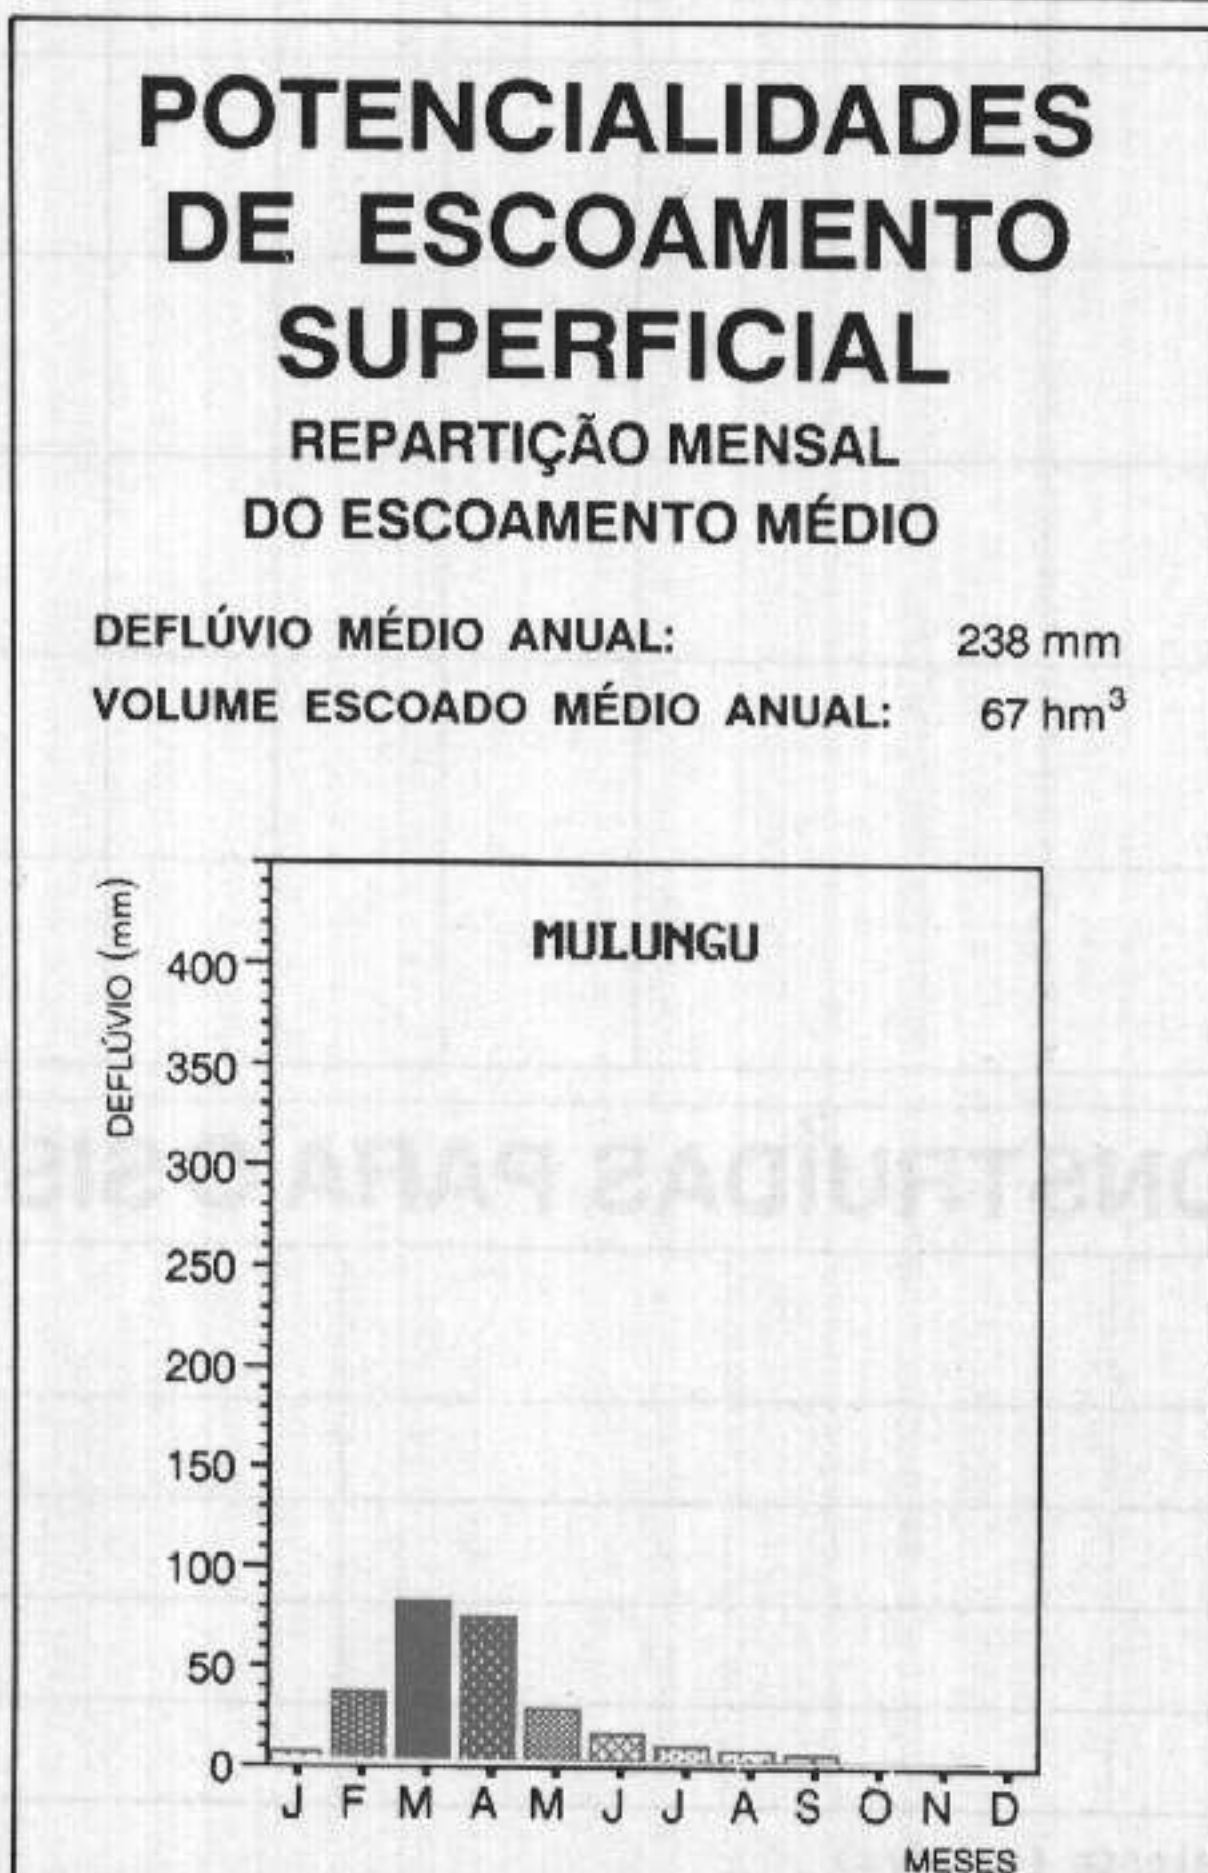 POTENCIALIDADES
DE ESCOAMENTO
SUPERFICIAL
REPARTIÇÃO MENSAL
DO ESCOAMENTO MÉDIO
DEFLÚVIO MÉDIO ANUAL: 238 mm
VOLUME ESCOADO MÉDIO ANUAL: 67 hm³
DEFLÚVIO (mm)
MULUNGU
400
350
300
250
200
150
100
50
0
J F M A M J J A S O N D
MESES